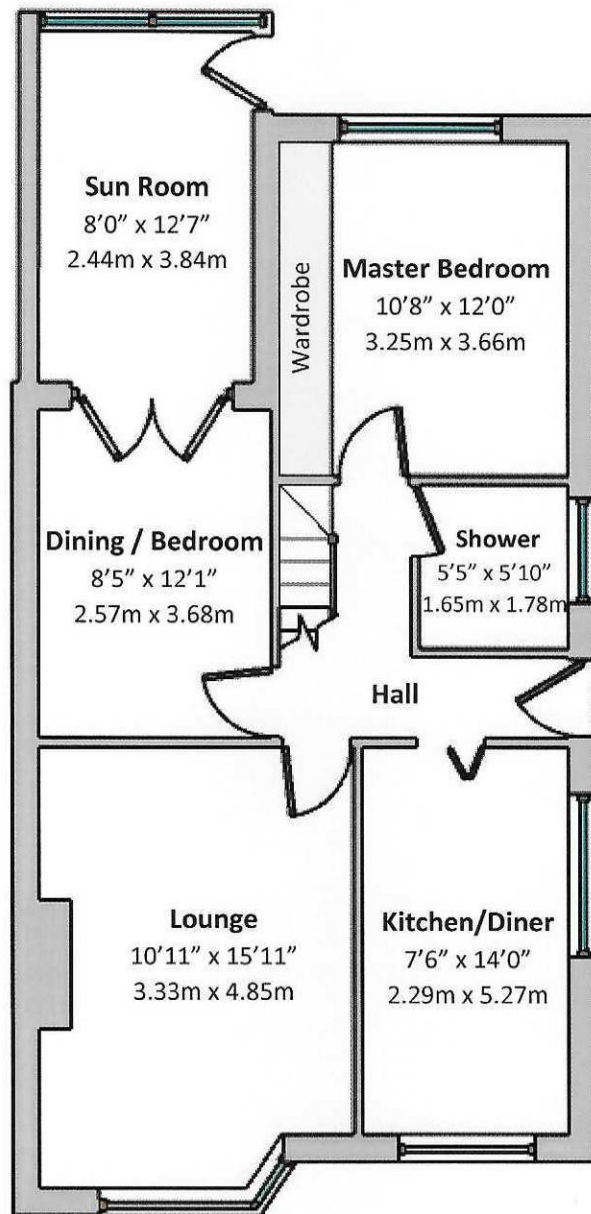 Sun Room
8’0” x 12’7”
2.44m x 3.84m
Master Bedroom
10’8” x 12’0”
3.25m x 3.66m
Wardrobe
Dining / Bedroom
8’5” x 12’1”
2.57m x 3.68m
Shower
5’5” x 5’10”
1.65m x 1.78m
Hall
Lounge
10’11” x 15’11”
3.33m x 4.85m
Kitchen/Diner
7’6” x 14’0”
2.29m x 5.27m